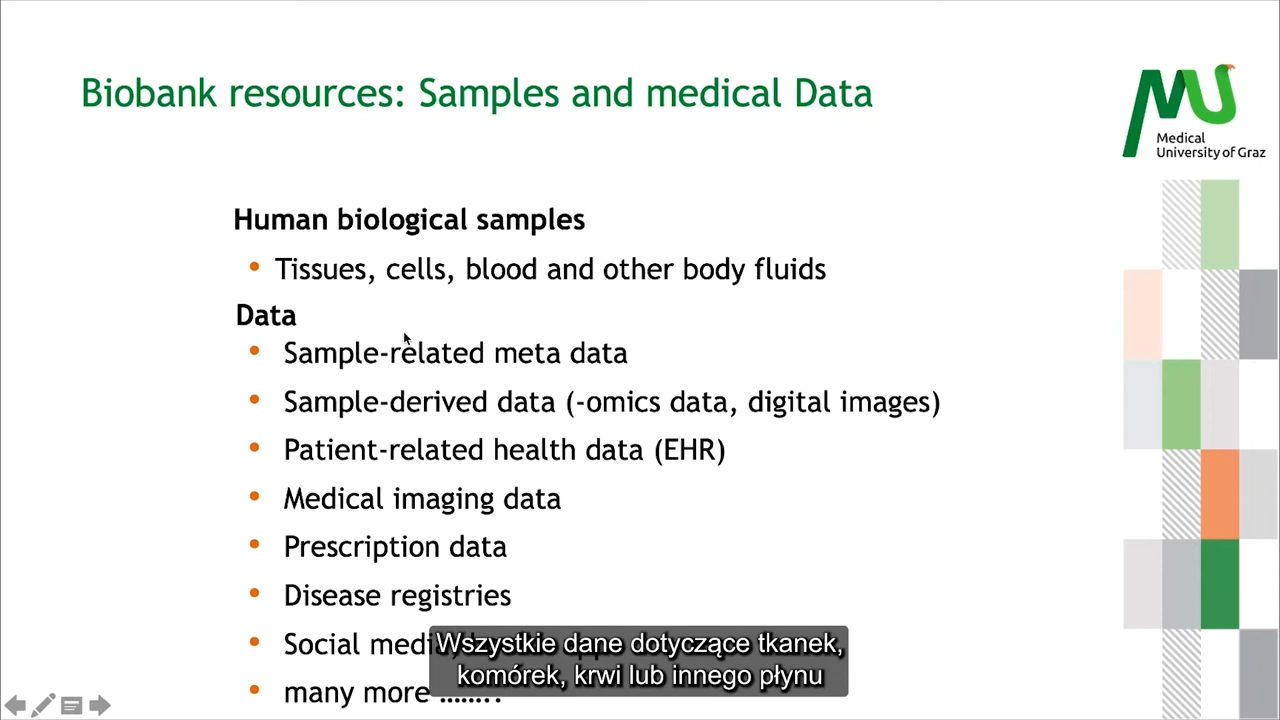 Biobank resources: Samples and medical Data
MU
Medical
University of Graz
Human biological samples
• Tissues, cells, blood and other body fluids
Data
• Sample-related meta data
• Sample-derived data (-omics data, digital images)
• Patient-related health data (EHR)
• Medical imaging data
• Prescription data
• Disease registries
• Social
• many more ........
Wszystkie dane dotyczące tkanek,
komórek, krwi lub innego płynu